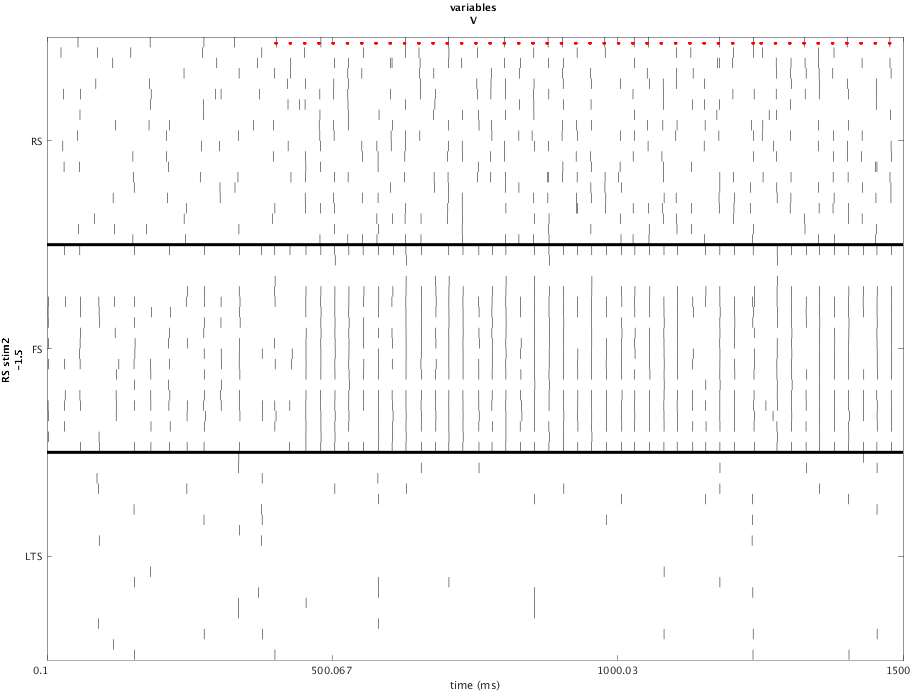 variables
V
RS
FS
LTS
RS stim2
-1.5
0.1
500.067
1000.03
1500
time (ms)